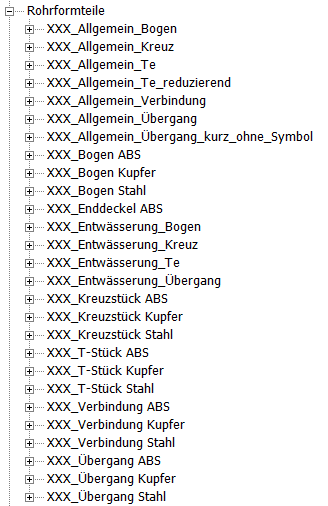 Rohrformteile
XXX_Allgemein_Bogen
XXX_Allgemein_Kreuz
XXX_Allgemein_Te
XXX_Allgemein_Te_reduzierend
XXX_Allgemein_Verbindung
XXX_Allgemein_Übergang
XXX_Allgemein_Übergang_kurz_ohne_Symbol
XXX_Bogen ABS
XXX_Bogen Kupfer
XXX_Bogen Stahl
XXX_Enddeckel ABS
XXX_Entwässerung_Bogen
XXX_Entwässerung_Kreuz
XXX_Entwässerung_Te
XXX_Entwässerung_Übergang
XXX_Kreuzstück ABS
XXX_Kreuzstück Kupfer
XXX_Kreuzstück Stahl
XXX_T-Stück ABS
XXX_T-Stück Kupfer
XXX_T-Stück Stahl
XXX_Verbindung ABS
XXX_Verbindung Kupfer
XXX_Verbindung Stahl
XXX_Übergang ABS
XXX_Übergang Kupfer
XXX_Übergang Stahl